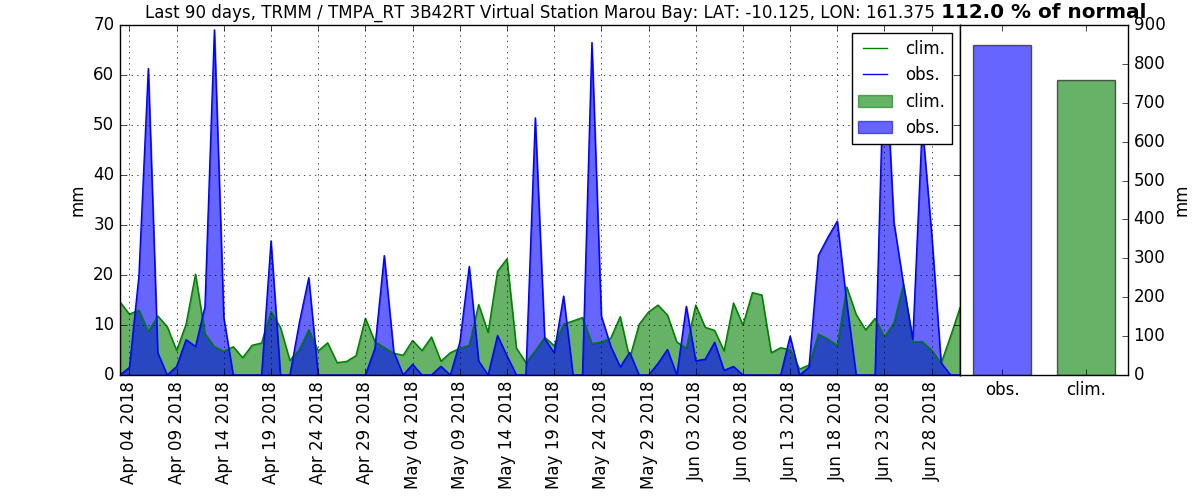 Last 90 days, TRMM / TMPA_RT 3B42RT Virtual Station Marou Bay: LAT: -10.125, LON: 161.375 112.0 % of normal
70
60
50
40
30
20
10
0
mm
clim.
obs.
clim.
obs.
900
800
700
600
500
400
300
200
100
0
mm
Apr 04 2018
Apr 09 2018
Apr 14 2018
Apr 19 2018
Apr 24 2018
Apr 29 2018
May 04 2018
May 09 2018
May 14 2018
May 19 2018
May 24 2018
May 29 2018
Jun 03 2018
Jun 08 2018
Jun 13 2018
Jun 18 2018
Jun 23 2018
Jun 28 2018
obs.
clim.